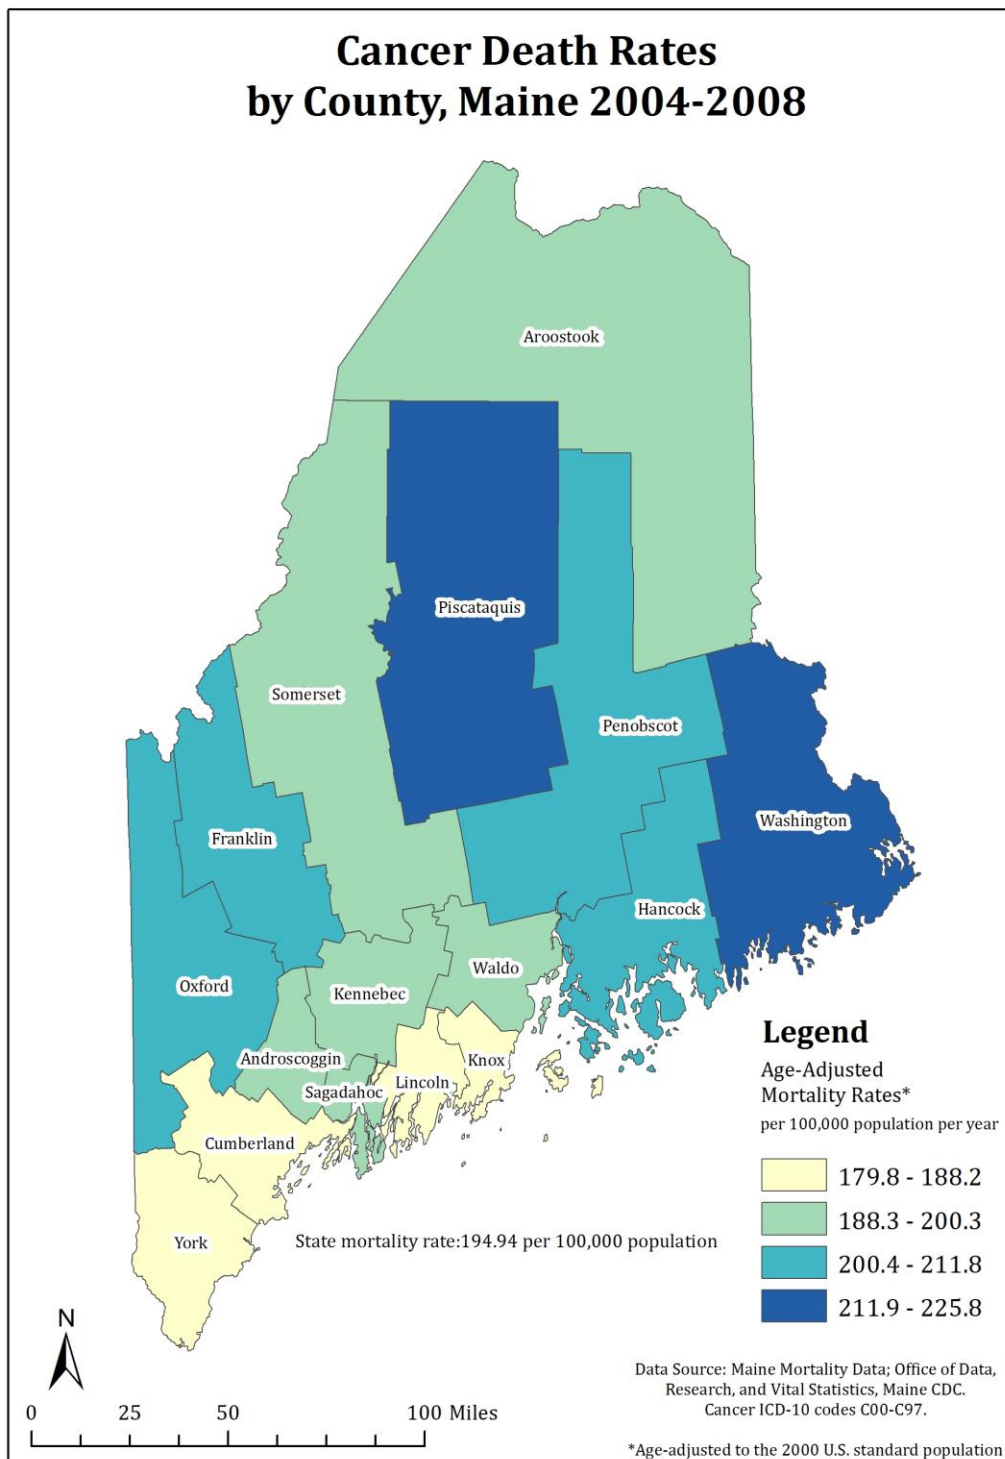 Cancer Death Rates
by County, Maine 2004-2008
Aroostook
Piscataquis
Somerset
Penobscot
Washington
Franklin
Hancock
Waldo
Oxford
Kennebec
Androscoggin
Knox
Lincoln
Sagadahoc
Cumberland
York
State mortality rate:194.94 per 100,000 population
Legend
Age-Adjusted
Mortality Rates*
per 100,000 population per year
179.8 - 188.2
188.3 - 200.3
200.4 - 211.8
211.9 - 225.8
N
0 25 50 100 Miles
Data Source: Maine Mortality Data; Office of Data,
Research, and Vital Statistics, Maine CDC.
Cancer ICD-10 codes C00-C97.
*Age-adjusted to the 2000 U.S. standard population